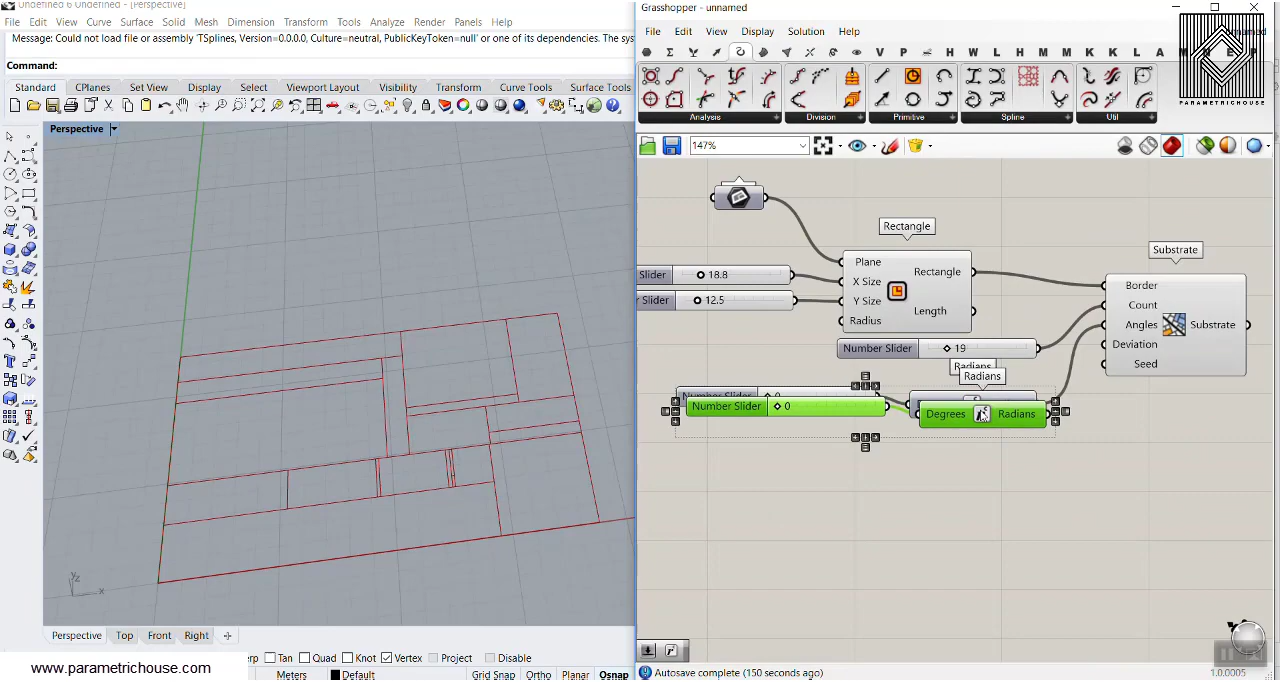 Undefined 6 Undefined - [Perspective]
File Edit View Curve Surface Solid Mesh Dimension Transform Tools Analyze Render Panels Help
Message: Could not load file or assembly 'TSplines, Version=0.0.0.0, Culture=neutral, PublicKeyToken=null' or one of its dependencies. The sys
Command:
Standard CPlanes Set View Display Select Viewport Layout Visibility Transform Curve Tools Surface Tools
Perspective
z
x
Perspective Top Front Right
Tan Quad Knot Vertex Project Disable
www.parametrichouse.com
Meters Default Grid Snap Ortho Planar Osnap
Grasshopper - unnamed
File Edit View Display Solution Help
unnamed
V P H W L H M M K K L A
PARAMETRICHOUSE
Analysis Division Primitive Spline Util
147%
Rectangle
Plane
X Size
Y Size
Radius
Rectangle
Length
Slider 18.8
Slider 12.5
Substrate
Border
Count
Angles
Deviation
Seed
Substrate
Number Slider 19
Radians
Radians
Number Slider 0
Number Slider 0
Degrees Radians
Autosave complete (150 seconds ago)
1.0.0005